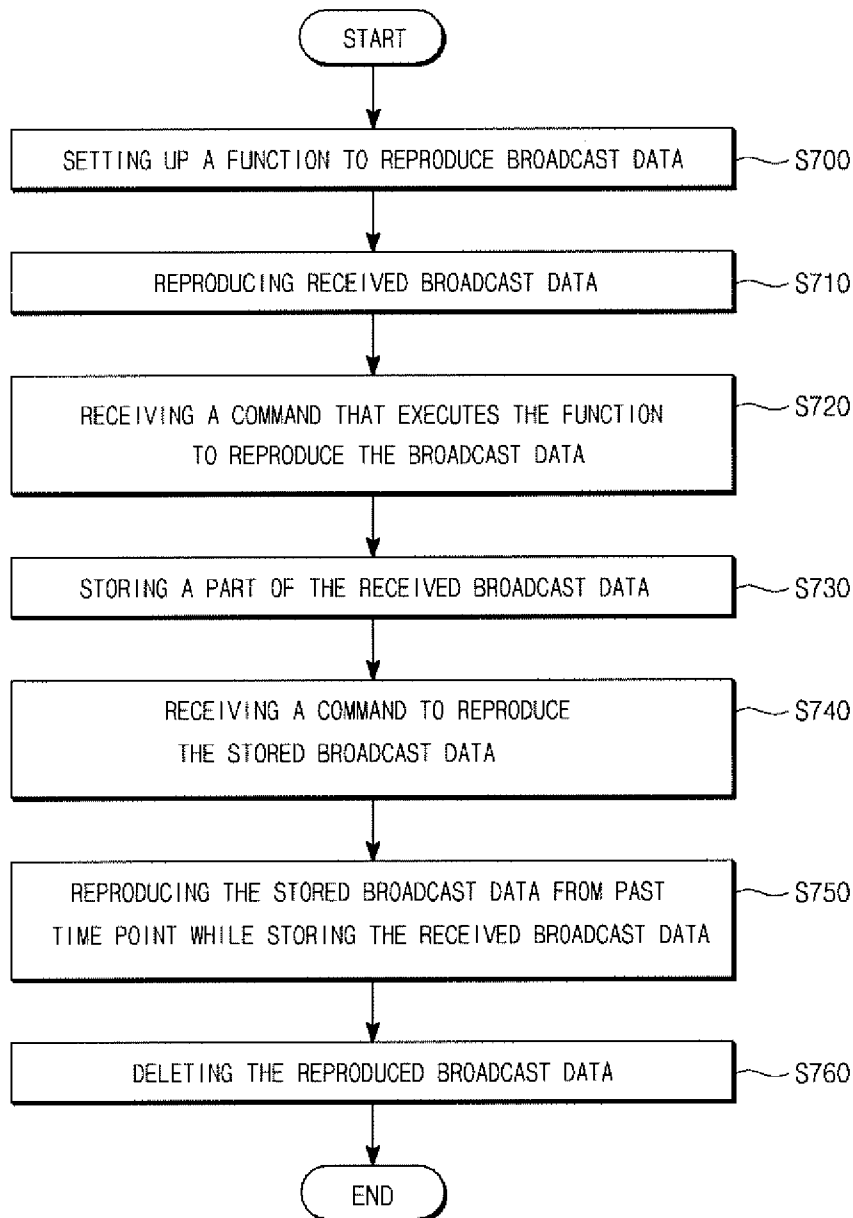 START
SETTING UP A FUNCTION TO REPRODUCE BROADCAST DATA
S700
REPRODUCING RECEIVED BROADCAST DATA
S710
RECEIVING A COMMAND THAT EXECUTES THE FUNCTION
TO REPRODUCE THE BROADCAST DATA
S720
STORING A PART OF THE RECEIVED BROADCAST DATA
S730
RECEIVING A COMMAND TO REPRODUCE
THE STORED BROADCAST DATA
S740
REPRODUCING THE STORED BROADCAST DATA FROM PAST
TIME POINT WHILE STORING THE RECEIVED BROADCAST DATA
S750
DELETING THE REPRODUCED BROADCAST DATA
S760
END